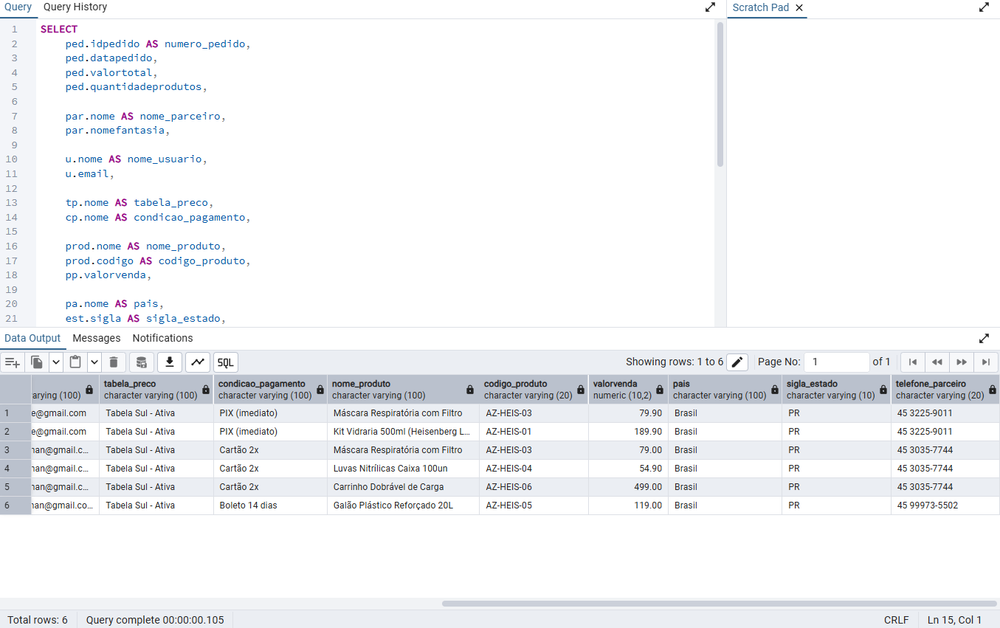 Query Query History Scratch Pad
1 SELECT
2 ped.idpedido AS numero_pedido,
3 ped.datapedido,
4 ped.valortotal,
5 ped.quantidadeprodutos,
6
7 par.nome AS nome_parceiro,
8 par.nomefantasia,
9
10 u.nome AS nome_usuario,
11 u.email,
12
13 tp.nome AS tabela_preco,
14 cp.nome AS condicao_pagamento,
15
16 prod.nome AS nome_produto,
17 prod.codigo AS codigo_produto,
18 pp.valorvenda,
19
20 pa.nome AS pais,
21 est.sigla AS sigla_estado,
Data Output Messages Notifications
SQL Showing rows: 1 to 6 Page No: 1 of 1
tabela_preco condicao_pagamento nome_produto codigo_produto valorvenda pais sigla_estado telefone_parceiro
arying (100) character varying (100) character varying (100) character varying (100) character varying (20) numeric (10,2) character varying (100) character varying (10) character varying (20)
1 e@gmail.com Tabela Sul - Ativa PIX (imediato) Máscara Respiratória com Filtro AZ-HEIS-03 79.90 Brasil PR 45 3225-9011
2 e@gmail.com Tabela Sul - Ativa PIX (imediato) Kit Vidraria 500ml (Heisenberg L... AZ-HEIS-01 189.90 Brasil PR 45 3225-9011
3 nan@gmail.c... Tabela Sul - Ativa Cartão 2x Máscara Respiratória com Filtro AZ-HEIS-03 79.00 Brasil PR 45 3035-7744
4 nan@gmail.c... Tabela Sul - Ativa Cartão 2x Luvas Nitrílicas Caixa 100un AZ-HEIS-04 54.90 Brasil PR 45 3035-7744
5 nan@gmail.c... Tabela Sul - Ativa Cartão 2x Carrinho Dobrável de Carga AZ-HEIS-06 499.00 Brasil PR 45 3035-7744
6 nan@gmail.co... Tabela Sul - Ativa Boleto 14 dias Galão Plástico Reforçado 20L AZ-HEIS-05 119.00 Brasil PR 45 99973-5502
Total rows: 6 Query complete 00:00:00.105 CRLF Ln 15, Col 1